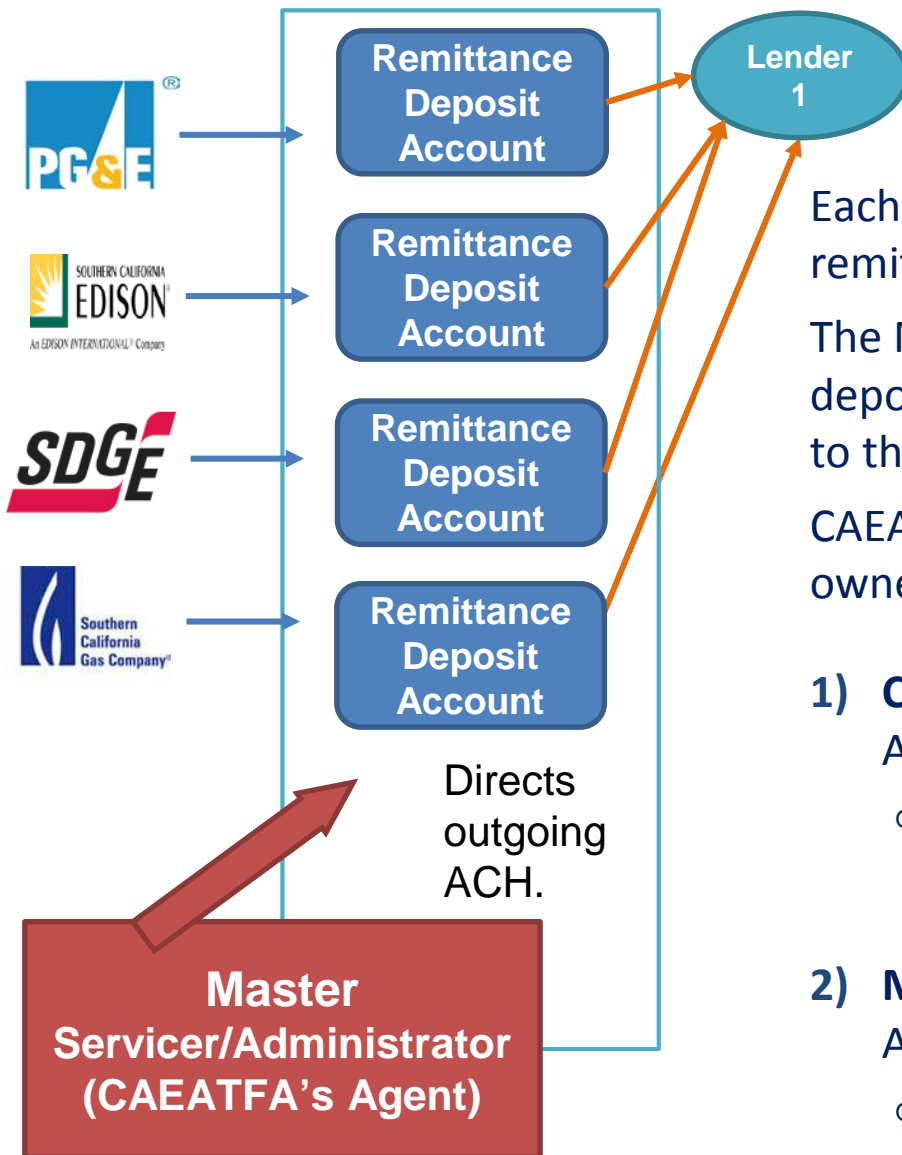 Remittance
Deposit
Account
Lender
1
®
PG&E
Remittance
Deposit
Account
SOUTHERN CALIFORNIA
EDISON®
An EDISON INTERNATIONAL® Company
Remittance
Deposit
Account
SDGE
Remittance
Deposit
Account
Southern
California
Gas Company®
Directs
outgoing
ACH.
Master
Servicer/Administrator
(CAEATFA's Agent)
Each
remit
The
depo
to th
CAEA
owne
1)
A
2)
A